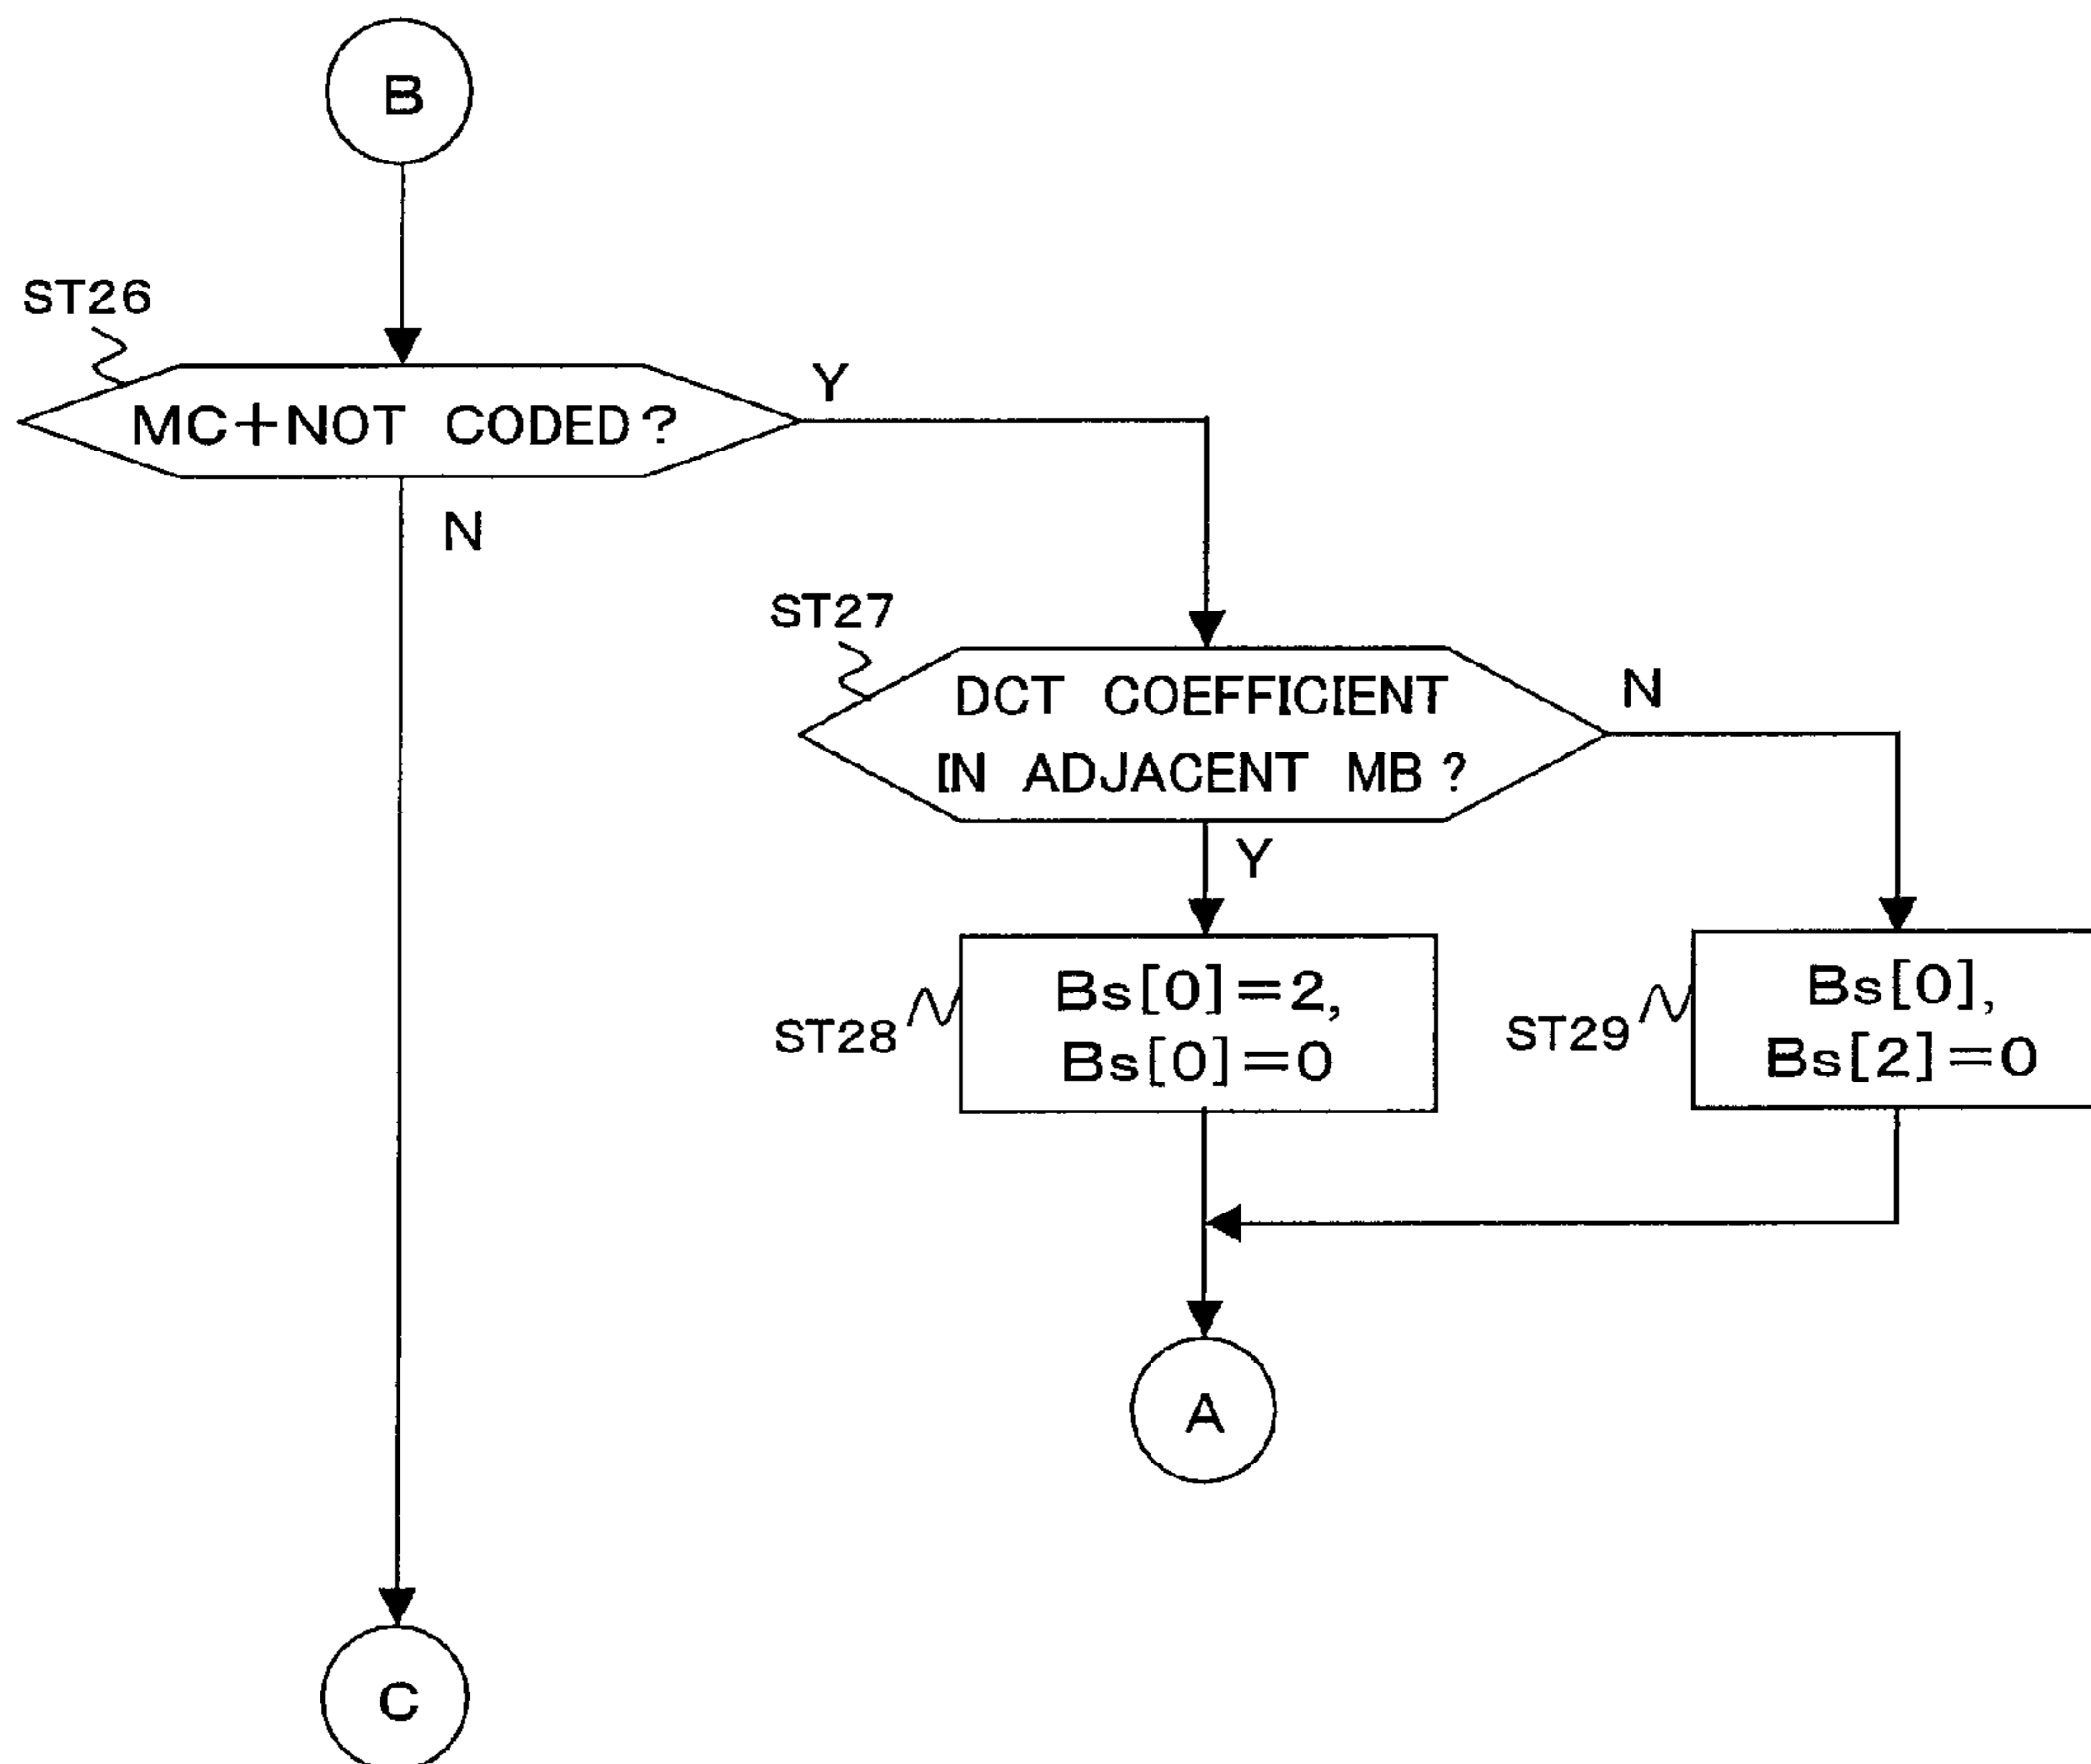 B
ST26
MC+NOT CODED?
Y
N
ST27
DCT COEFFICIENT
IN ADJACENT MB?
N
Y
ST28
Bs[0]=2,
Bs[0]=0
ST29
Bs[0],
Bs[2]=0
A
C